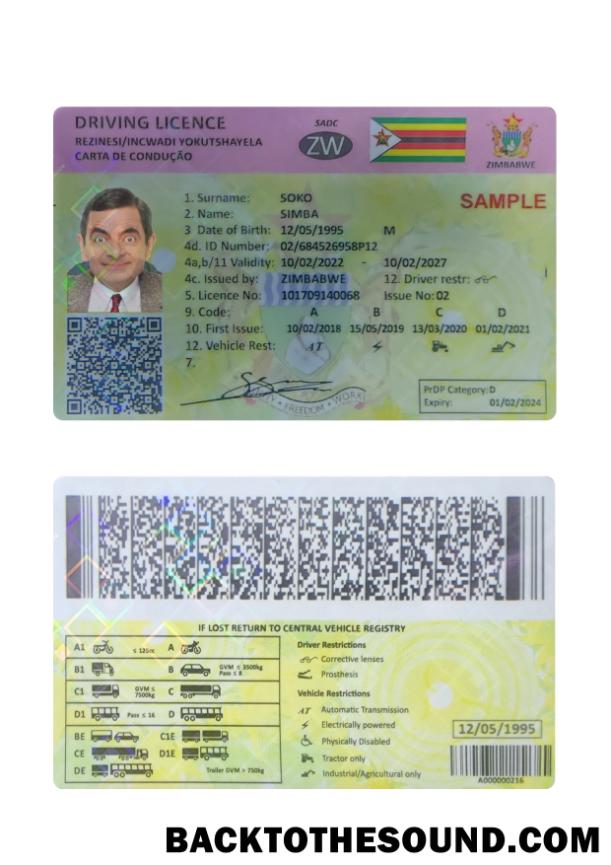 DRIVING LICENCE
REZINESI/INCWADI YOKUTSHAYELA
CARTA DE CONDUÇÃO
SADC
ZW
ZIMBABWE
SAMPLE
1. Surname: SOKO
2. Name: SIMBA
3 Date of Birth: 12/05/1995 M
4d. ID Number: 02/684526958P12
4a,b/11 Validity: 10/02/2022 - 10/02/2027
4c. Issued by: ZIMBABWE 12. Driver restr:
5. Licence No: 101709140068 Issue No: 02
9. Code: A B C D
10. First Issue: 10/02/2018 15/05/2019 13/03/2020 01/02/2021
12. Vehicle Rest: AT
7.
FREEDOM • WORK
PrDP Category: D
Expiry: 01/02/2024
IF LOST RETURN TO CENTRAL VEHICLE REGISTRY
A1 ≤ 125cc A
B1 B GVM ≤ 3500kg
Pass ≤ 8
C1 GVM ≤ 7500kg C
D1 Pass ≤ 16 D
BE C1E
CE D1E
DE Trailer GVM > 750kg
Driver Restrictions
Corrective lenses
Prosthesis
Vehicle Restrictions
AT Automatic Transmission
Electrically powered
Physically Disabled
Tractor only
Industrial/Agricultural only
12/05/1995
A000000216
BACKTOTHESOUND.COM